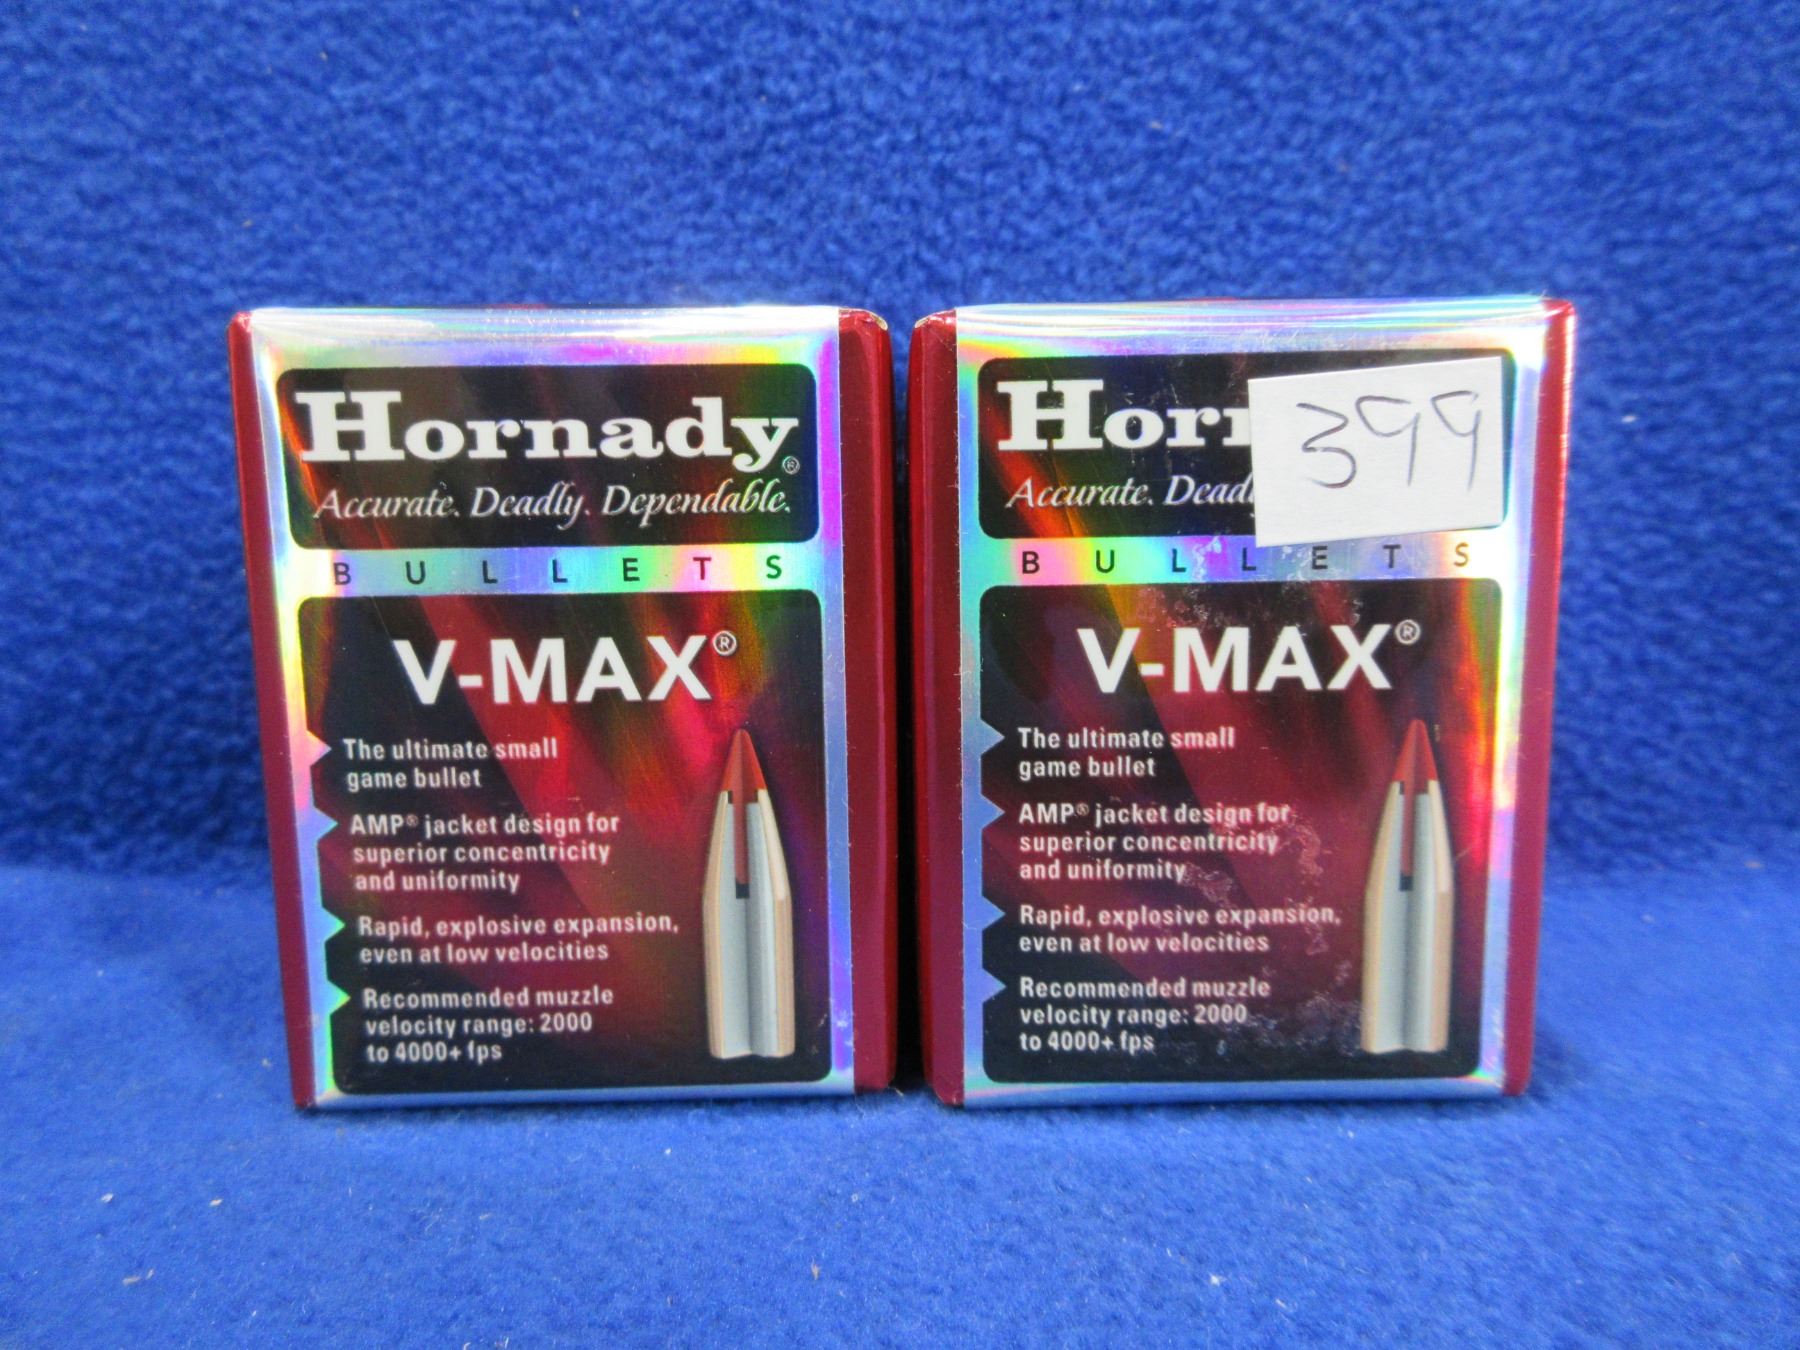 Hornady®
Accurate. Deadly. Dependable.
BULLETS
V-MAX®
The ultimate small
game bullet
AMP® jacket design for
superior concentricity
and uniformity
Rapid, explosive expansion,
even at low velocities
Recommended muzzle
velocity range: 2000
to 4000+ fps
Horn
399
Accurate. Deadl
BULLETS
V-MAX®
The ultimate small
game bullet
AMP® jacket design for
superior concentricity
and uniformity
Rapid, explosive expansion,
even at low velocities
Recommended muzzle
velocity range: 2000
to 4000+ fps